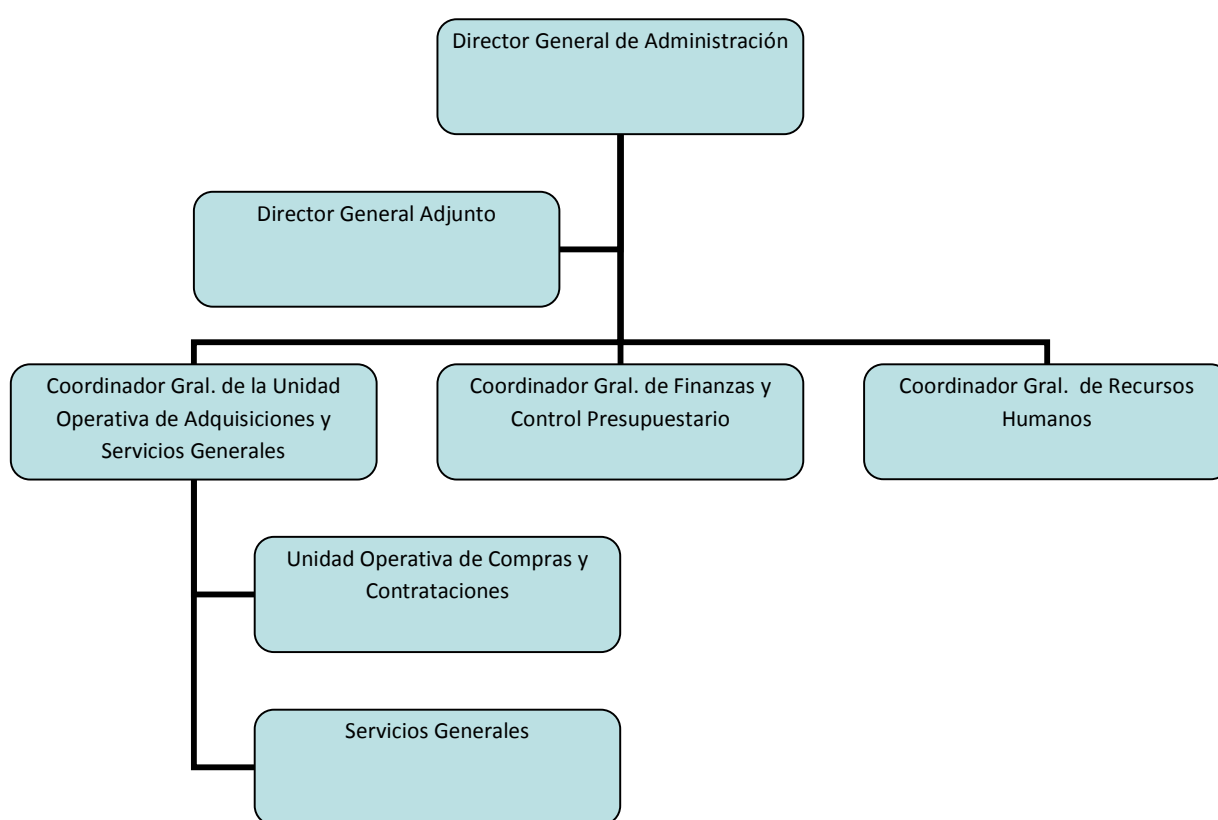 Director General de Administración
Director General Adjunto
Coordinador Gral. de la Unidad
Operativa de Adquisiciones y
Servicios Generales
Coordinador Gral. de Finanzas y
Control Presupuestario
Coordinador Gral.  de Recursos
Humanos
Unidad Operativa de Compras y
Contrataciones
Servicios Generales